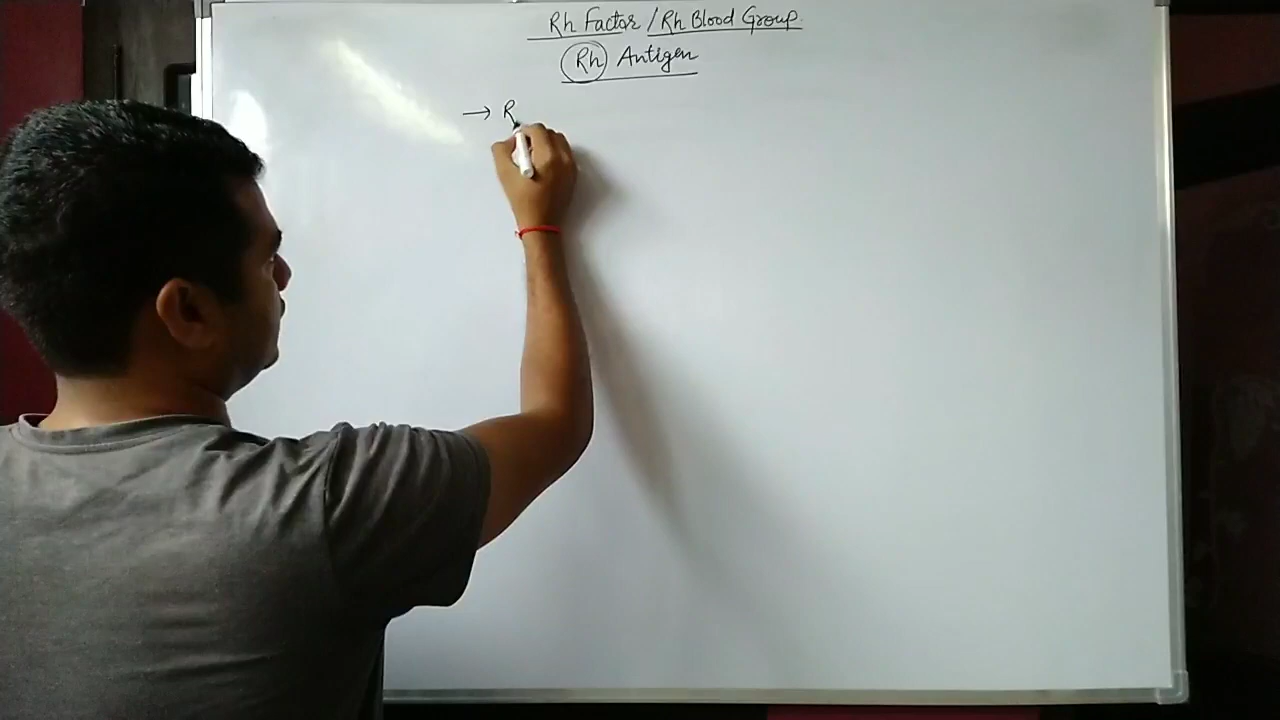 Rh Factor / Rh Blood Group.
Rh Antigen
→ R